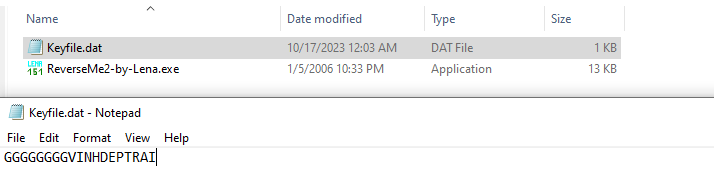 Name Date modified Type Size
Keyfile.dat 10/17/2023 12:03 AM DAT File 1 KB
LENA 151 ReverseMe2-by-Lena.exe 1/5/2006 10:33 PM Application 13 KB
Keyfile.dat - Notepad
File Edit Format View Help
GGGGGGGGVINHDEPTRAI